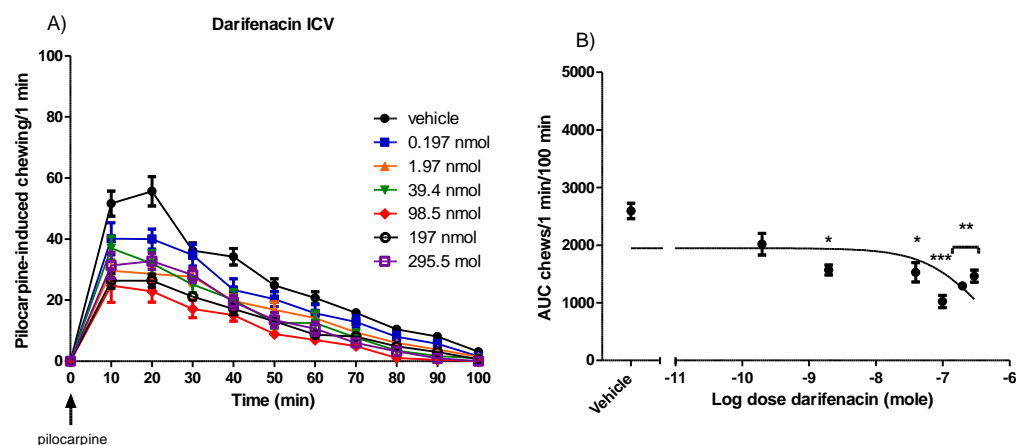 A)
Darifenacin ICV
Pilocarpine-induced chewing/1 min
100
80
60
40
20
0
vehicle
0.197 nmol
1.97 nmol
39.4 nmol
98.5 nmol
197 nmol
295.5 mol
0 10 20 30 40 50 60 70 80 90 100
Time (min)
pilocarpine
B)
AUC chews/1 min/100 min
5000
4000
3000
2000
1000
0
*
*
***
**
Vehicle
-11 -10 -9 -8 -7 -6
Log dose darifenacin (mole)